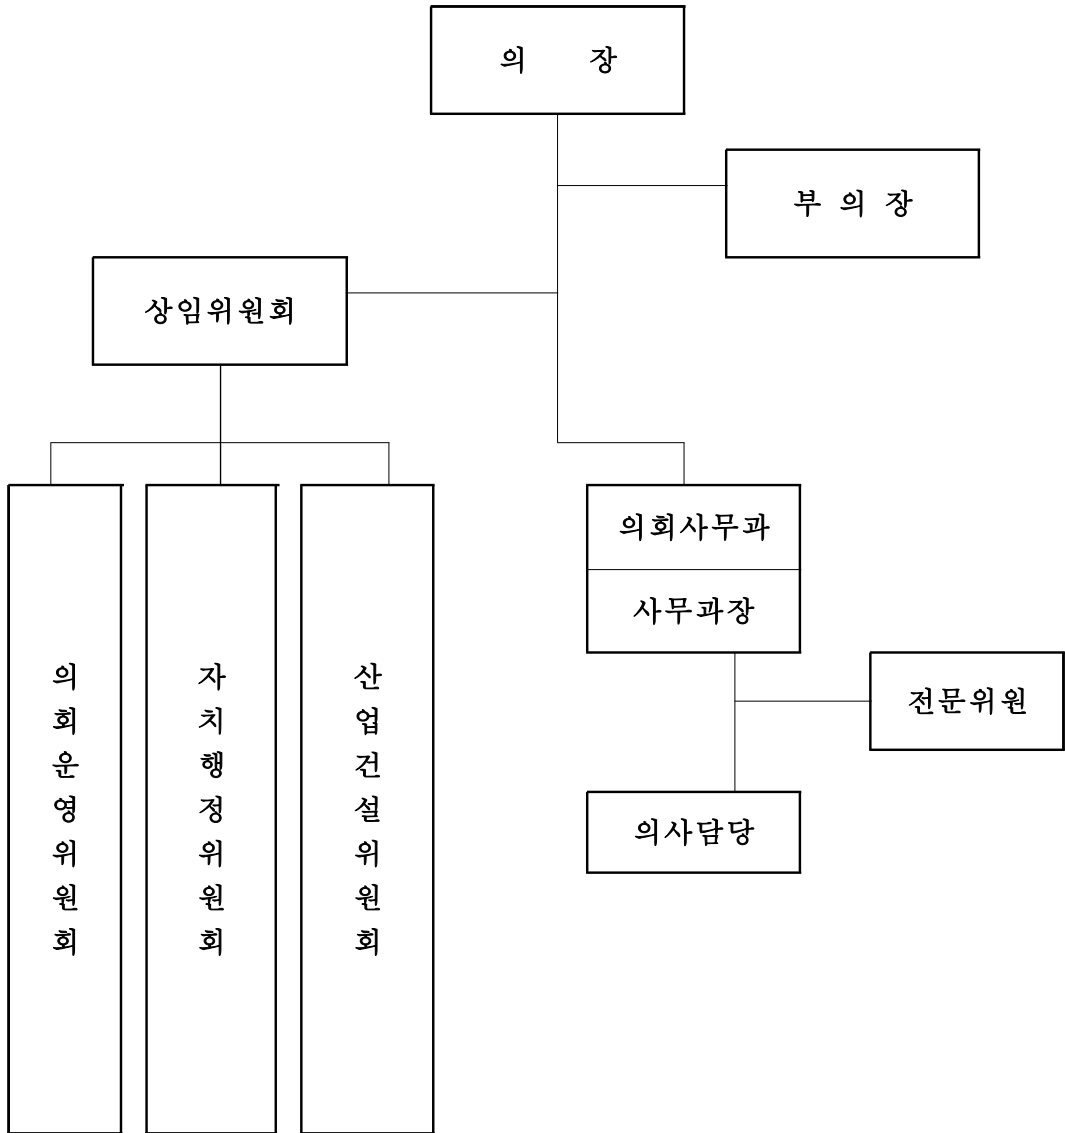 의 장
부 의 장
상임위원회
의회사무과
사무과장
전문위원
의사담당
의회운영위원회
자치행정위원회
산업건설위원회